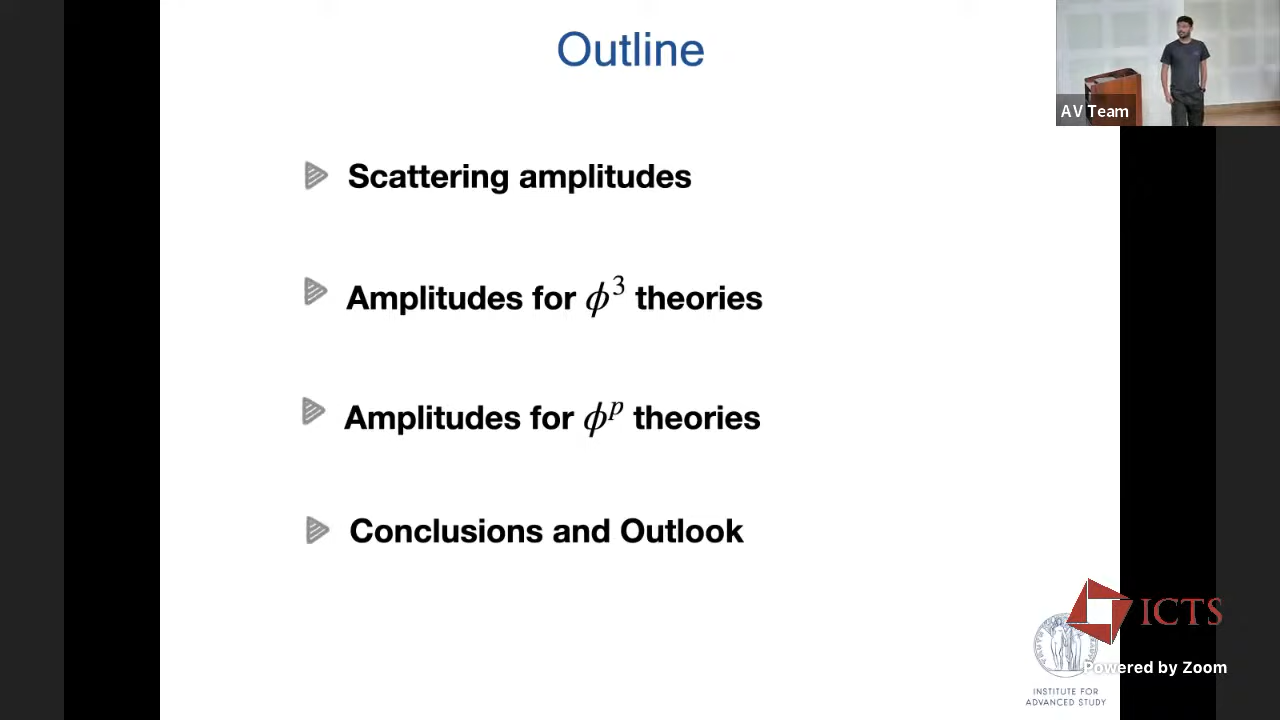 Outline
AV Team
Scattering amplitudes
Amplitudes for ϕ³ theories
Amplitudes for ϕᵖ theories
Conclusions and Outlook
ICTS
Powered by Zoom
INSTITUTE FOR
ADVANCED STUDY